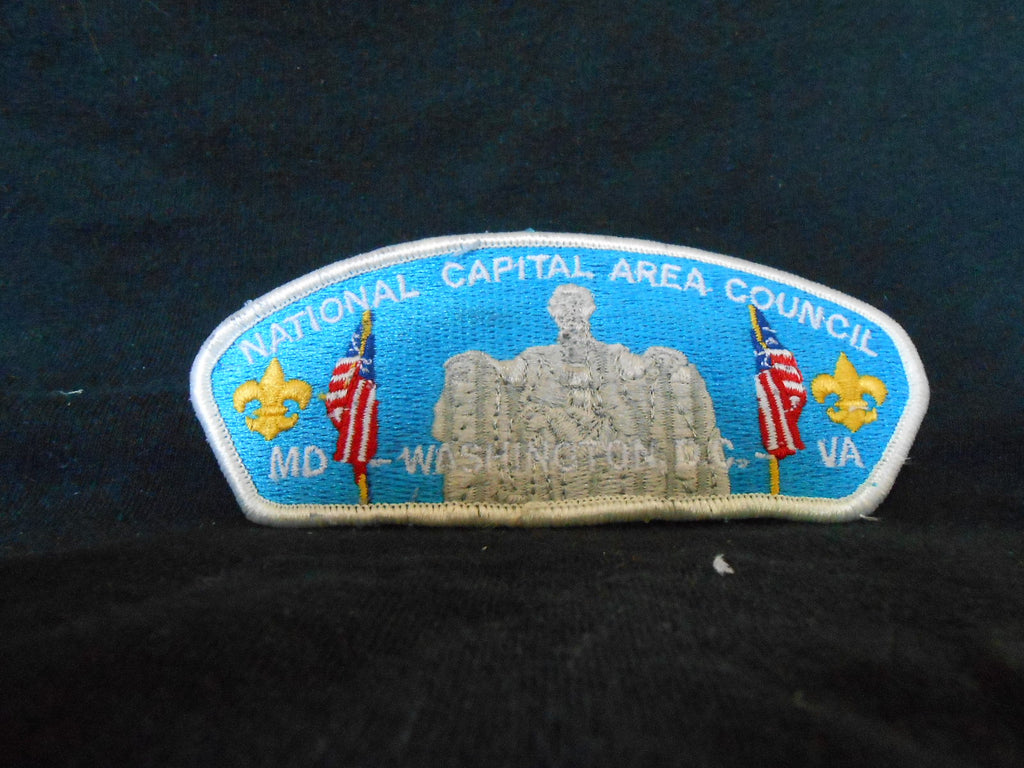 NATIONAL CAPITAL AREA COUNCIL
MD - WASHINGTON, D.C. - VA